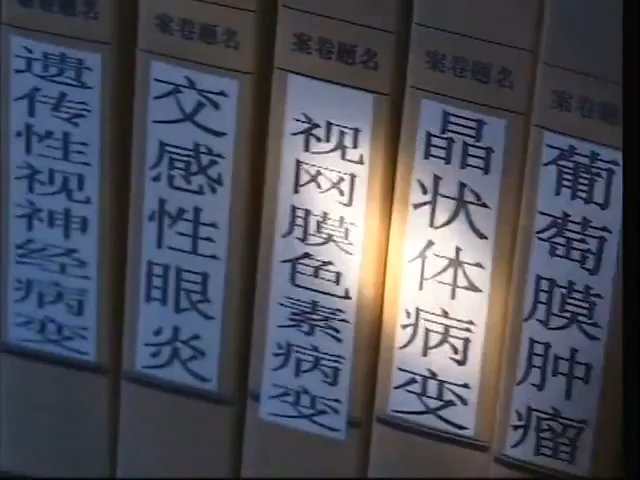 案卷题名
遗传性视神经病变
案卷题名
交感性眼炎
案卷题名
视网膜色素病变
案卷题名
晶状体病变
案卷题名
葡萄膜肿瘤